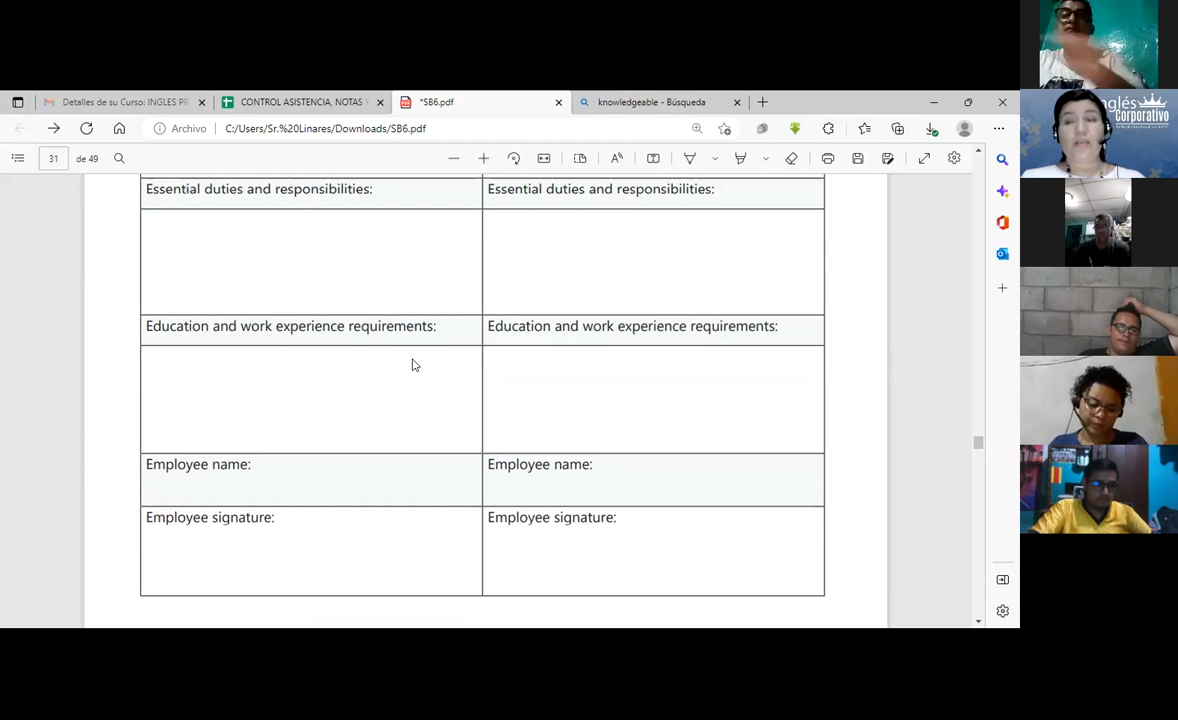 Detalles de su Curso: INGLES PR
CONTROL ASISTENCIA, NOTAS Y
*SB6.pdf
knowledgeable - Búsqueda
Archivo
C:/Users/Sr.%20Linares/Downloads/SB6.pdf
31 de 49
Essential duties and responsibilities:
Essential duties and responsibilities:
Education and work experience requirements:
Education and work experience requirements:
Employee name:
Employee name:
Employee signature:
Employee signature:
Inglés
Corporativo